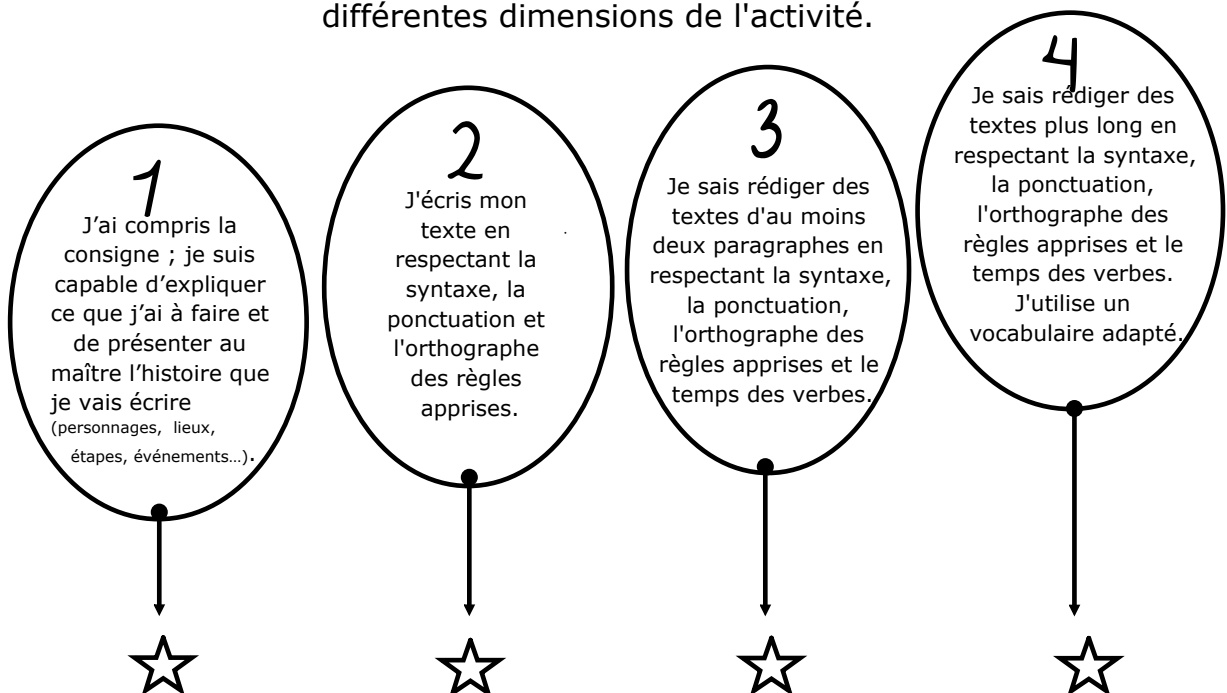 différentes dimensions de l'activité.
1
J’ai compris la
consigne ; je suis
capable d’expliquer
ce que j’ai à faire et
de présenter au
maître l’histoire que
je vais écrire
(personnages, lieux,
étapes, événements…).
2
J'écris mon
texte en
respectant la
syntaxe, la
ponctuation et
l'orthographe
des règles
apprises.
3
Je sais rédiger des
textes d'au moins
deux paragraphes en
respectant la syntaxe,
la ponctuation,
l'orthographe des
règles apprises et le
temps des verbes.
4
Je sais rédiger des
textes plus long en
respectant la syntaxe,
la ponctuation,
l'orthographe des
règles apprises et le
temps des verbes.
J'utilise un
vocabulaire adapté.